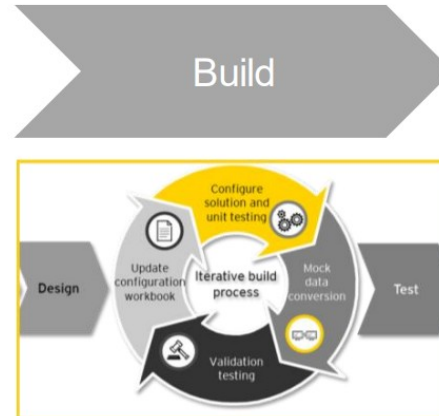 Build
Configure
solution and
unit testing
Design
Update
configuration
workbook
Iterative build
process
Mock
data
conversion
Test
Validation
testing